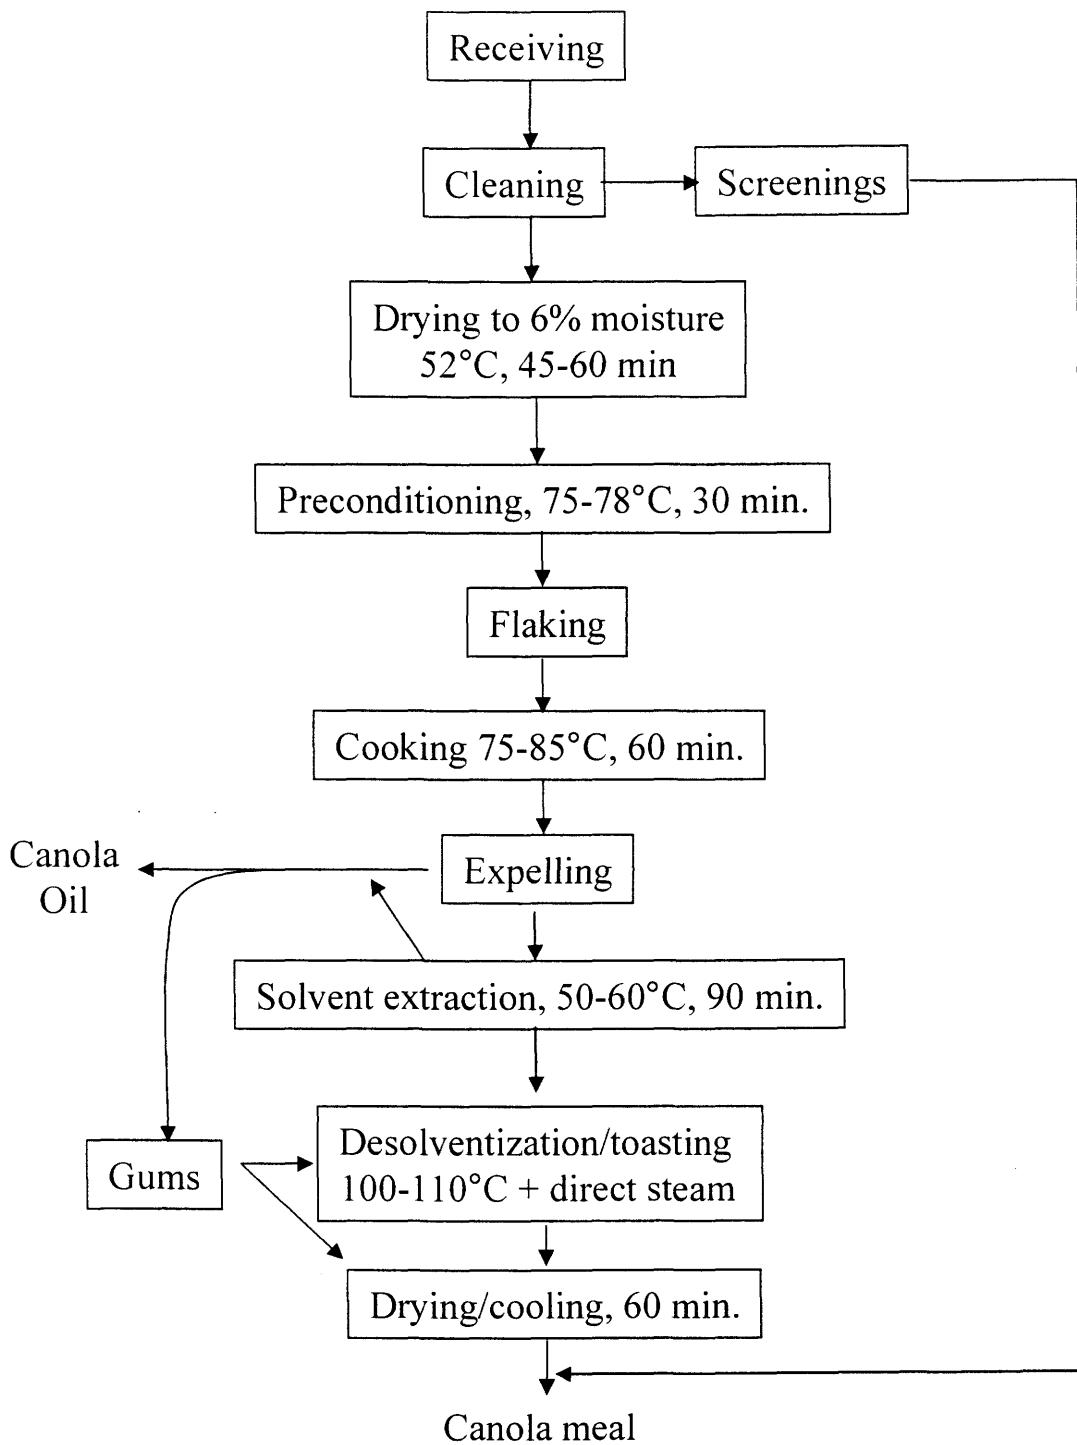 Receiving
Cleaning
Screenings
Drying to 6% moisture
52°C, 45-60 min
Preconditioning, 75-78°C, 30 min.
Flaking
Cooking 75-85°C, 60 min.
Canola
Oil
Expelling
Solvent extraction, 50-60°C, 90 min.
Gums
Desolventization/toasting
100-110°C + direct steam
Drying/cooling, 60 min.
Canola meal